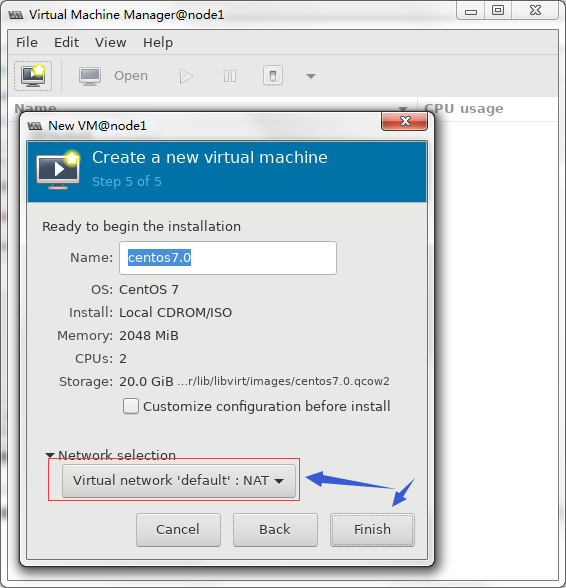 Virtual Machine Manager@node1
File Edit View Help
Open
Name CPU usage
New VM@node1
Create a new virtual machine
Step 5 of 5
Ready to begin the installation
Name: centos7.0
OS: CentOS 7
Install: Local CDROM/ISO
Memory: 2048 MiB
CPUs: 2
Storage: 20.0 GiB ...r/lib/libvirt/images/centos7.0.qcow2
Customize configuration before install
Network selection
Virtual network 'default' : NAT
Cancel Back Finish